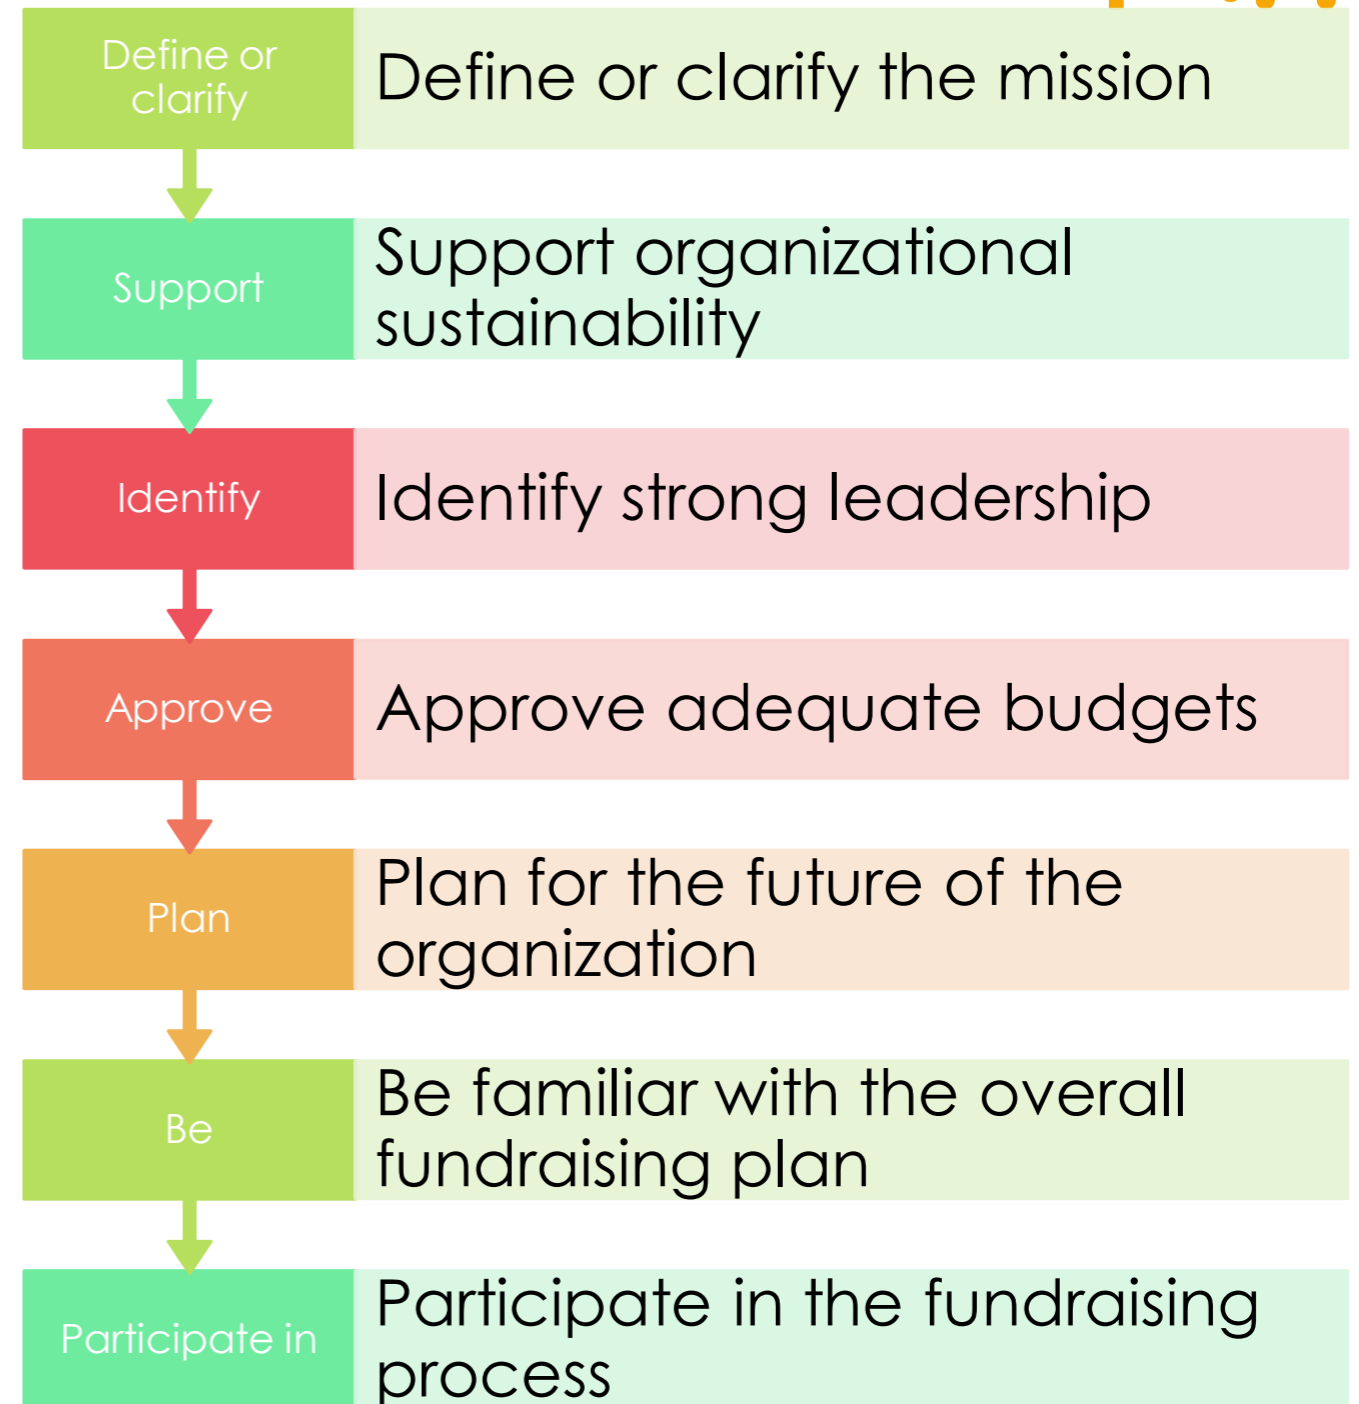 Define or
clarify
Define or clarify the mission
Support
Support organizational
sustainability
Identify
Identify strong leadership
Approve
Approve adequate budgets
Plan
Plan for the future of the
organization
Be
Be familiar with the overall
fundraising plan
Participate in
Participate in the fundraising
process